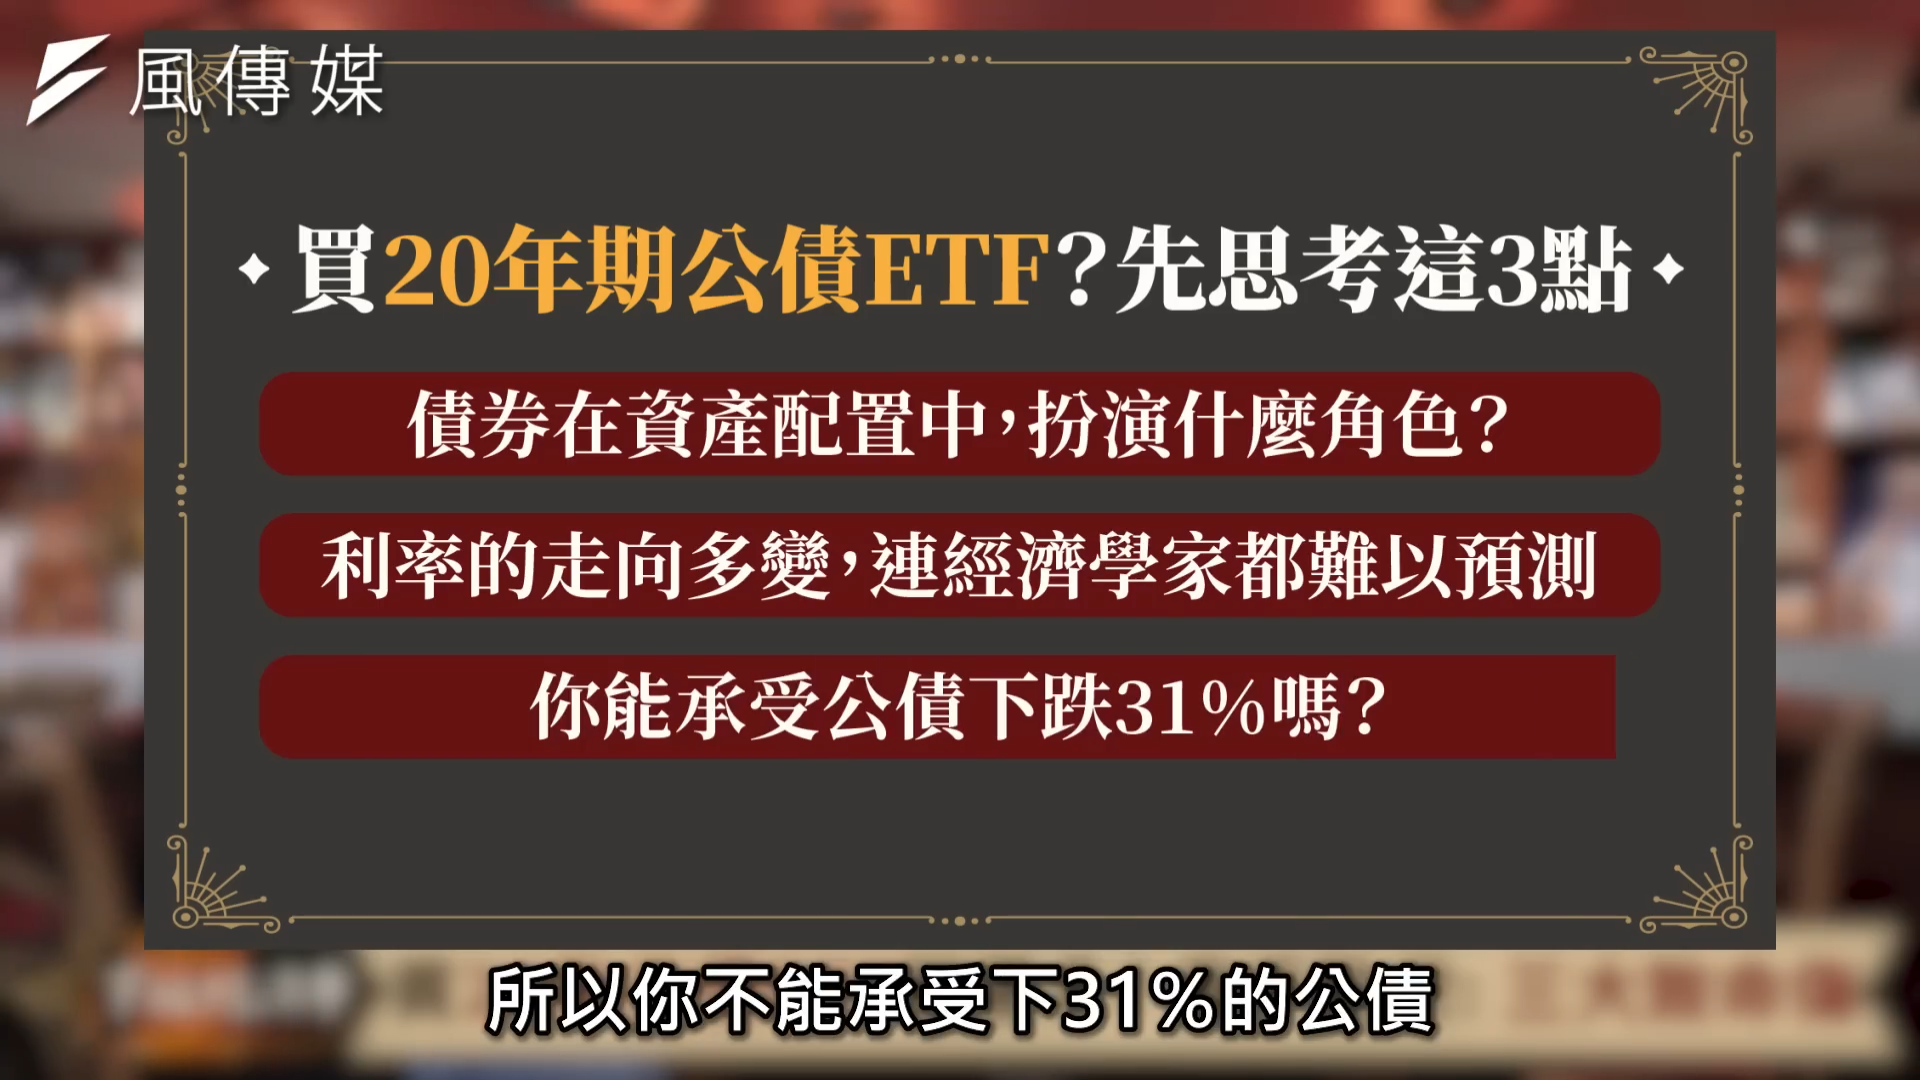 風傳媒
買20年期公債ETF?先思考這3點
債券在資產配置中,扮演什麼角色?
利率的走向多變,連經濟學家都難以預測
你能承受公債下跌31%嗎?
所以你不能承受下31%的公債